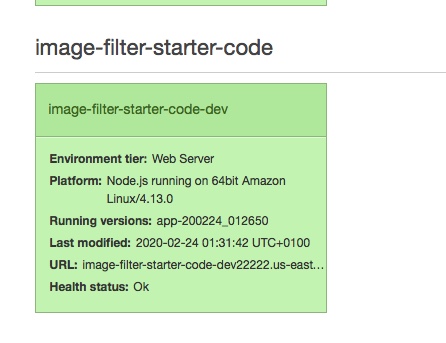 image-filter-starter-code
image-filter-starter-code-dev
Environment tier: Web Server
Platform: Node.js running on 64bit Amazon
Linux/4.13.0
Running versions: app-200224_012650
Last modified: 2020-02-24 01:31:42 UTC+0100
URL: image-filter-starter-code-dev22222.us-east...
Health status: Ok